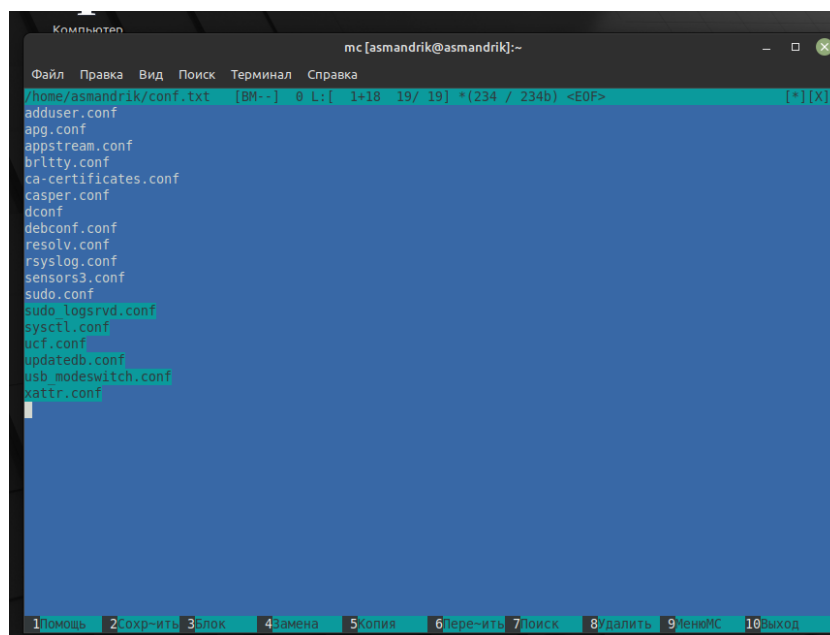 Компьютер
mc [asmandrik@asmandrik]:~
Файл Правка Вид Поиск Терминал Справка
/home/asmandrik/conf.txt [BM--] 0 L:[ 1+18 19/ 19] *(234 / 234b) <EOF> [*][X]
adduser.conf
apg.conf
appstream.conf
brltty.conf
ca-certificates.conf
casper.conf
dconf
debconf.conf
resolv.conf
rsyslog.conf
sensors3.conf
sudo.conf
sudo_logsrvd.conf
sysctl.conf
ucf.conf
updatedb.conf
usb_modeswitch.conf
xattr.conf
1Помощь 2Сохр~ить 3Блок 4Замена 5Копия 6Пере~ить 7Поиск 8Удалить 9МенюМС 10Выход